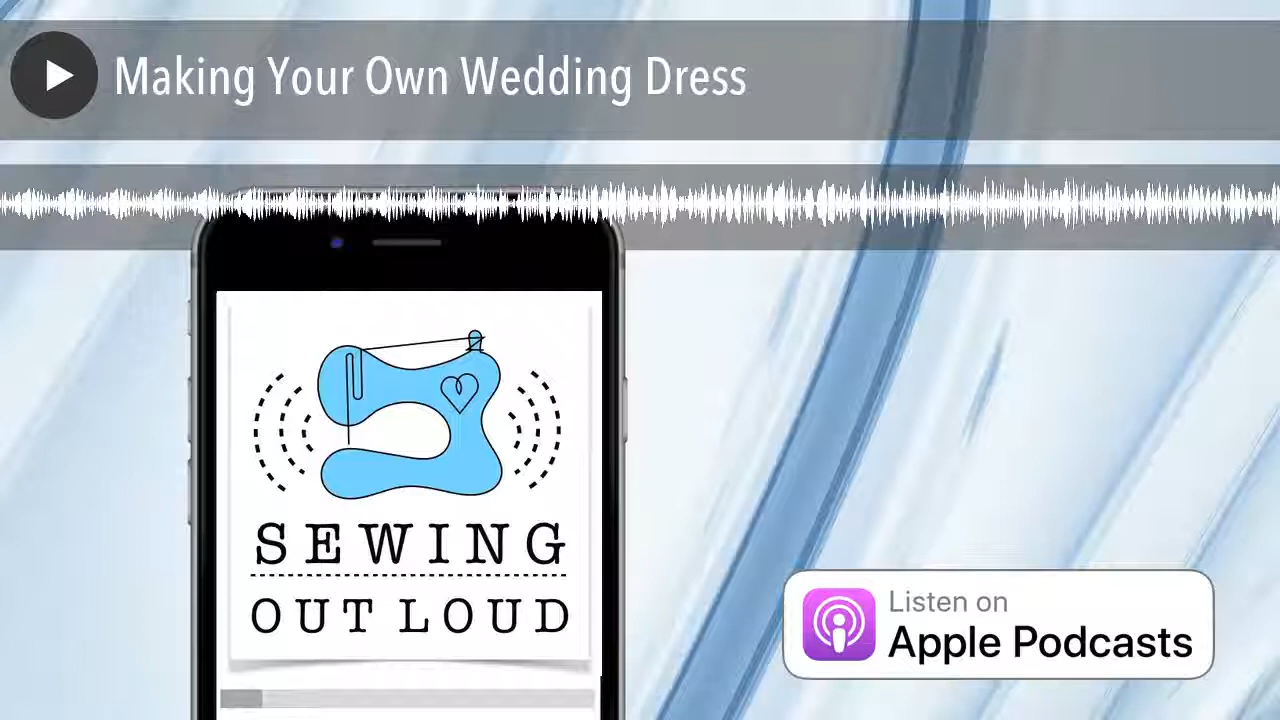 Making Your Own Wedding Dress
SEWING
OUT LOUD
Listen on
Apple Podcasts